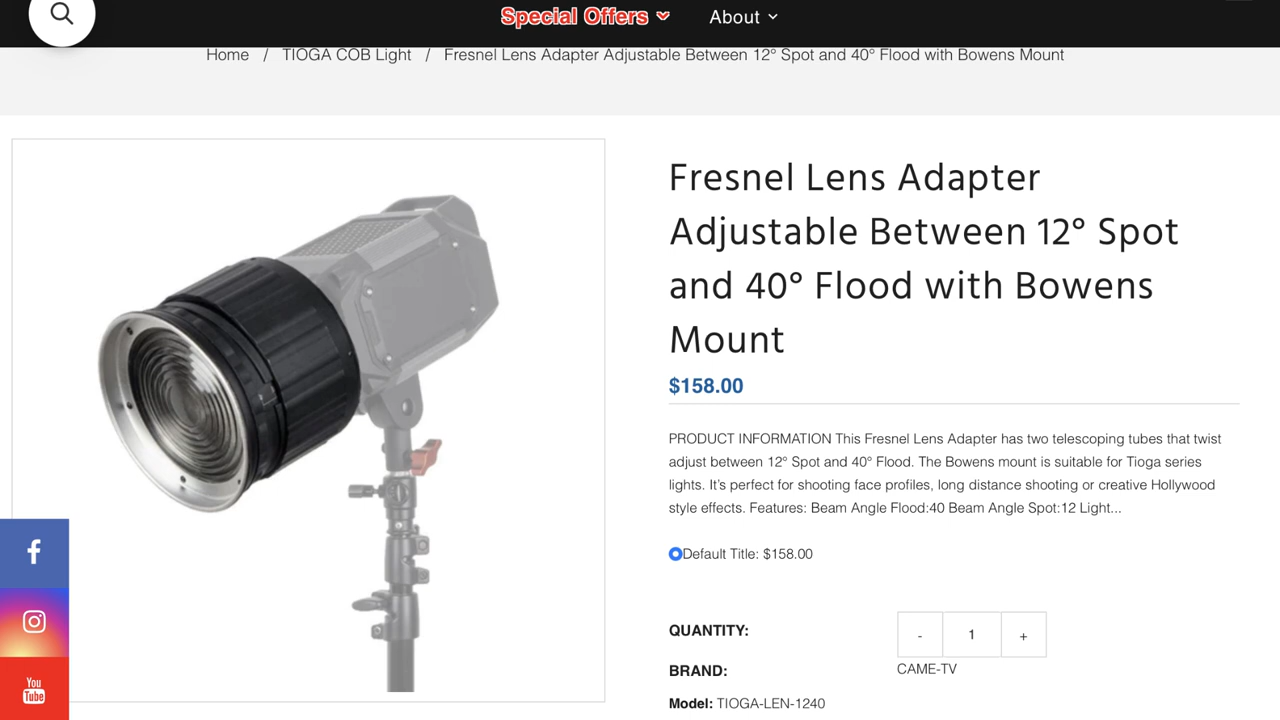 Special Offers
About
Home / TIOGA COB Light / Fresnel Lens Adapter Adjustable Between 12° Spot and 40° Flood with Bowens Mount
Fresnel Lens Adapter
Adjustable Between 12° Spot
and 40° Flood with Bowens
Mount
$158.00
PRODUCT INFORMATION This Fresnel Lens Adapter has two telescoping tubes that twist
adjust between 12° Spot and 40° Flood. The Bowens mount is suitable for Tioga series
lights. It’s perfect for shooting face profiles, long distance shooting or creative Hollywood
style effects. Features: Beam Angle Flood:40 Beam Angle Spot:12 Light...
Default Title: $158.00
QUANTITY: - 1 +
BRAND: CAME-TV
Model: TIOGA-LEN-1240
f
You
Tube